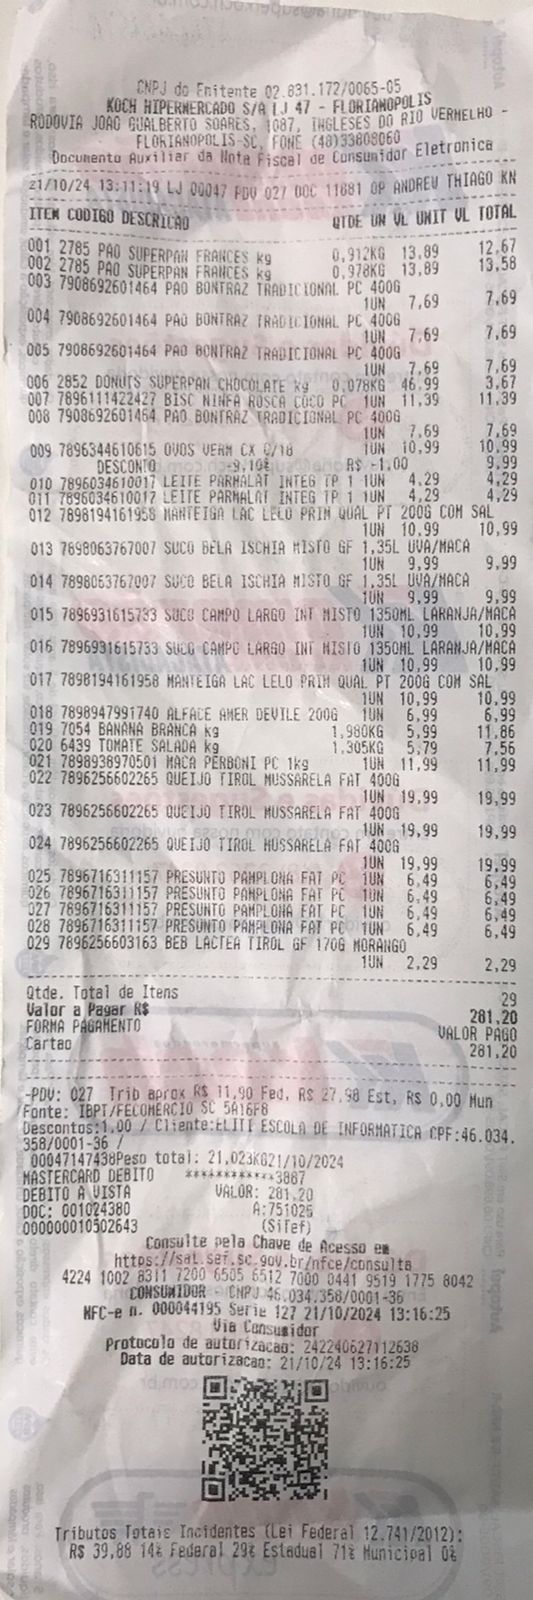 CNPJ do Emitente 02.831.172/0065-05
KOCH HIPERMERCADO S/A LJ 47 - FLORIANOPOLIS
RODOVIA JOAO GUALBERTO SOARES, 1087, INGLESES DO RIO VERMELHO -
FLORIANOPOLIS-SC, FONE (48)33808060
Documento Auxiliar da Nota Fiscal de Consumidor Eletronica
21/10/24 13:11:19 LJ 00047 PDV 027 DOC 11681 OP ANDREW THIAGO KN
ITEM CODIGO DESCRICAO QTDE UN VL UNIT VL TOTAL
001 2785 PAO SUPERPAN FRANCES kg 0,912KG 13,89 12,67
002 2785 PAO SUPERPAN FRANCES kg 0,978KG 13,89 13,58
003 7908692601464 PAO BONTRAZ TRADICIONAL PC 400G
1UN 7,69 7,69
004 7908692601464 PAO BONTRAZ TRADICIONAL PC 400G
1UN 7,69 7,69
005 7908692601464 PAO BONTRAZ TRADICIONAL PC 400G
1UN 7,69 7,69
006 2852 DONUTS SUPERPAN CHOCOLATE kg 0,078KG 46,99 3,67
007 7896111422427 BISC NINFA ROSCA COCO PC 1UN 11,39 11,39
008 7908692601464 PAO BONTRAZ TRADICIONAL PC 400G
1UN 7,69 7,69
009 7896344610615 OVOS VERM CX C/18 1UN 10,99 10,99
DESCONTO -9,10% R$ -1,00 9,99
010 7896034610017 LEITE PARMALAT INTEG TP 1 1UN 4,29 4,29
011 7896034610017 LEITE PARMALAT INTEG TP 1 1UN 4,29 4,29
012 7898194161958 MANTEIGA LAC LELO PRIM QUAL PT 200G COM SAL
1UN 10,99 10,99
013 7898063767007 SUCO BELA ISCHIA MISTO GF 1,35L UVA/MACA
1UN 9,99 9,99
014 7898063767007 SUCO BELA ISCHIA MISTO GF 1,35L UVA/MACA
1UN 9,99 9,99
015 7896931615733 SUCO CAMPO LARGO INT MISTO 1350ML LARANJA/MACA
1UN 10,99 10,99
016 7896931615733 SUCO CAMPO LARGO INT MISTO 1350ML LARANJA/MACA
1UN 10,99 10,99
017 7898194161958 MANTEIGA LAC LELO PRIM QUAL PT 200G COM SAL
1UN 10,99 10,99
018 7898947991740 ALFACE AMER DEVILE 200G 1UN 6,99 6,99
019 7054 BANANA BRANCA kg 1,980KG 5,99 11,86
020 6439 TOMATE SALADA kg 1,305KG 5,79 7,56
021 7898938970501 MACA PERBONI PC 1kg 1UN 11,99 11,99
022 7896256602265 QUEIJO TIROL MUSSARELA FAT 400G
1UN 19,99 19,99
023 7896256602265 QUEIJO TIROL MUSSARELA FAT 400G
1UN 19,99 19,99
024 7896256602265 QUEIJO TIROL MUSSARELA FAT 400G
1UN 19,99 19,99
025 7896716311157 PRESUNTO PAMPLONA FAT PC 1UN 6,49 6,49
026 7896716311157 PRESUNTO PAMPLONA FAT PC 1UN 6,49 6,49
027 7896716311157 PRESUNTO PAMPLONA FAT PC 1UN 6,49 6,49
028 7896716311157 PRESUNTO PAMPLONA FAT PC 1UN 6,49 6,49
029 7896256603163 BEB LACTEA TIROL GF 170G MORANGO
1UN 2,29 2,29
Qtde. Total de Itens 29
Valor a Pagar R$ 281,20
FORMA PAGAMENTO VALOR PAGO
Cartao 281,20
-PDV: 027 Trib aprox R$ 11,90 Fed, R$ 27,98 Est, R$ 0,00 Mun
Fonte: IBPT/FECOMERCIO SC 5A16F8
Descontos:1,00 / Cliente:ELITE ESCOLA DE INFORMATICA CPF:46.034.
358/0001-36 /
00047147438Peso total: 21,023KG21/10/2024
MASTERCARD DEBITO ***********3887
DEBITO A VISTA VALOR: 281,20
DOC: 001024380 A:751026
000000010502643 (SiTef)
Consulte pela Chave de Acesso em
https://sat.sef.sc.gov.br/nfce/consulta
4224 1002 8311 7200 6505 6512 7000 0441 9519 1775 8042
CONSUMIDOR CNPJ 46.034.358/0001-36
NFC-e n. 000044195 Serie 127 21/10/2024 13:16:25
Via Consumidor
Protocolo de autorizacao: 242240627112638
Data de autorizacao: 21/10/24 13:16:25
Tributos Totais Incidentes (Lei Federal 12.741/2012):
R$ 39,88 14% Federal 29% Estadual 71% Municipal 0%